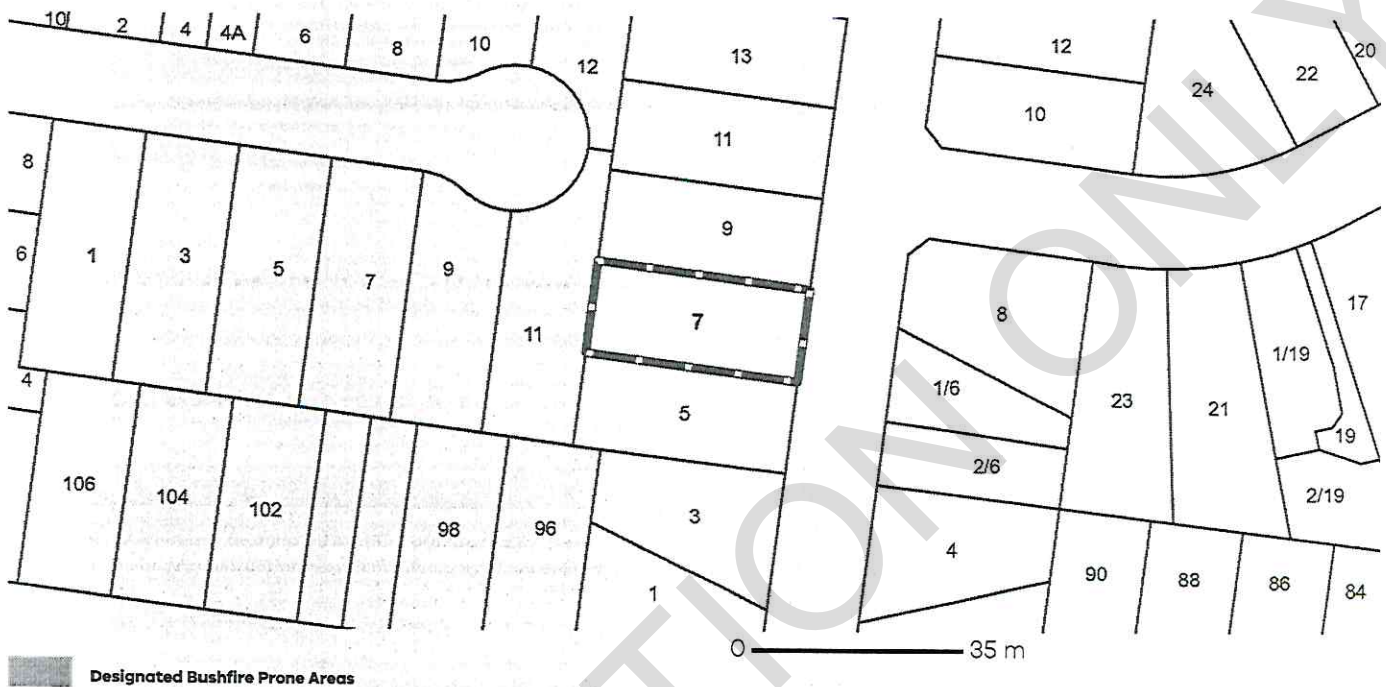 10 2 4 4A 6 8 10 12 13 12 24 22 20
11 10
8 9
6 1 3 5 7 9 11 7 8 17
1/19
4 5 1/6 23 21 19
2/6 2/19
106 104 102 98 96 3 4
1 90 88 86 84
0 35 m
Designated Bushfire Prone Areas
TION ONLY